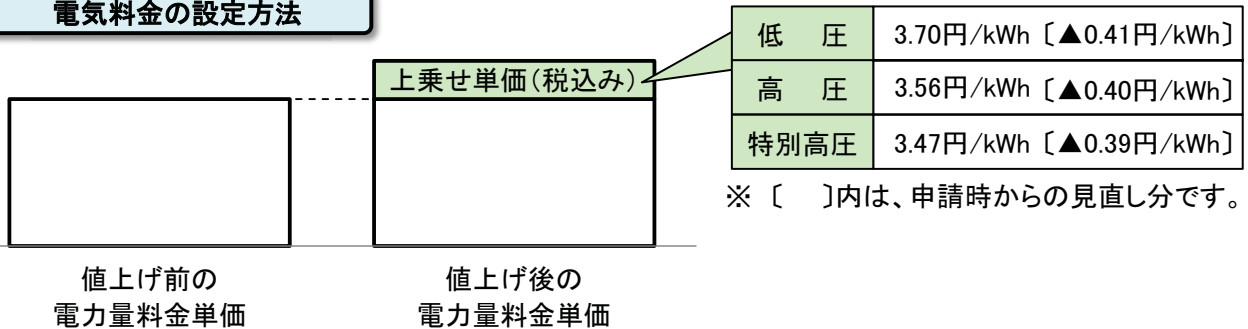 電気料金の設定方法
上乗せ単価(税込み)
低 圧 3.70円/kWh〔▲0.41円/kWh〕
高 圧 3.56円/kWh〔▲0.40円/kWh〕
特別高圧 3.47円/kWh〔▲0.39円/kWh〕
※〔 〕内は、申請時からの見直し分です。
値上げ前の
電力量料金単価
値上げ後の
電力量料金単価